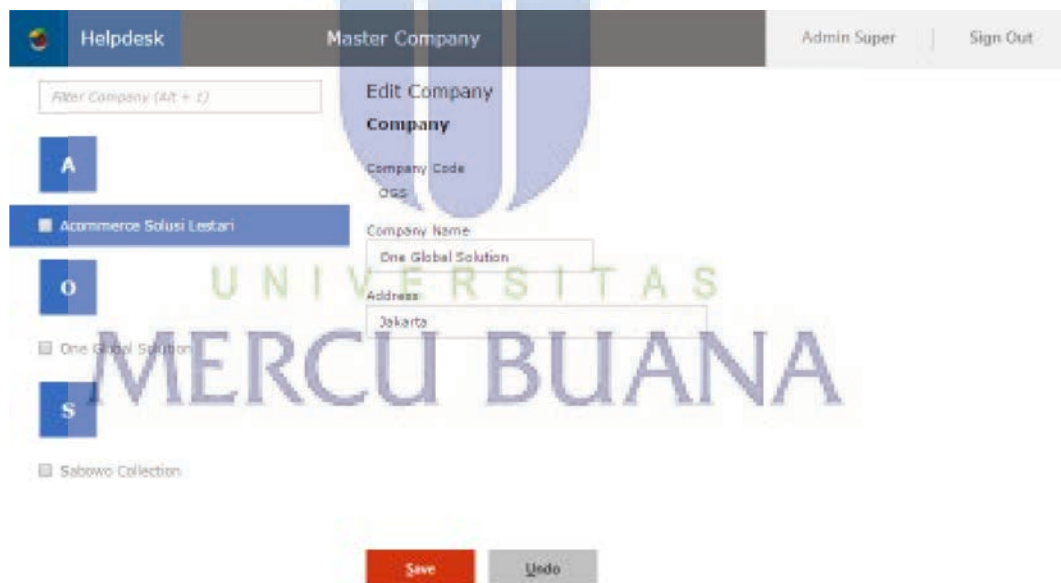 Helpdesk
Master Company
Admin Super
Sign Out
Filter Company (Alt + t)
A
Acommerce Solusi Lestari
O
One Global Solution
S
Sabowo Collection
Edit Company
Company
Company Code
OGS
Company Name
One Global Solution
Address
Jakarta
Save
Undo
UNIVERSITAS
MERCU BUANA